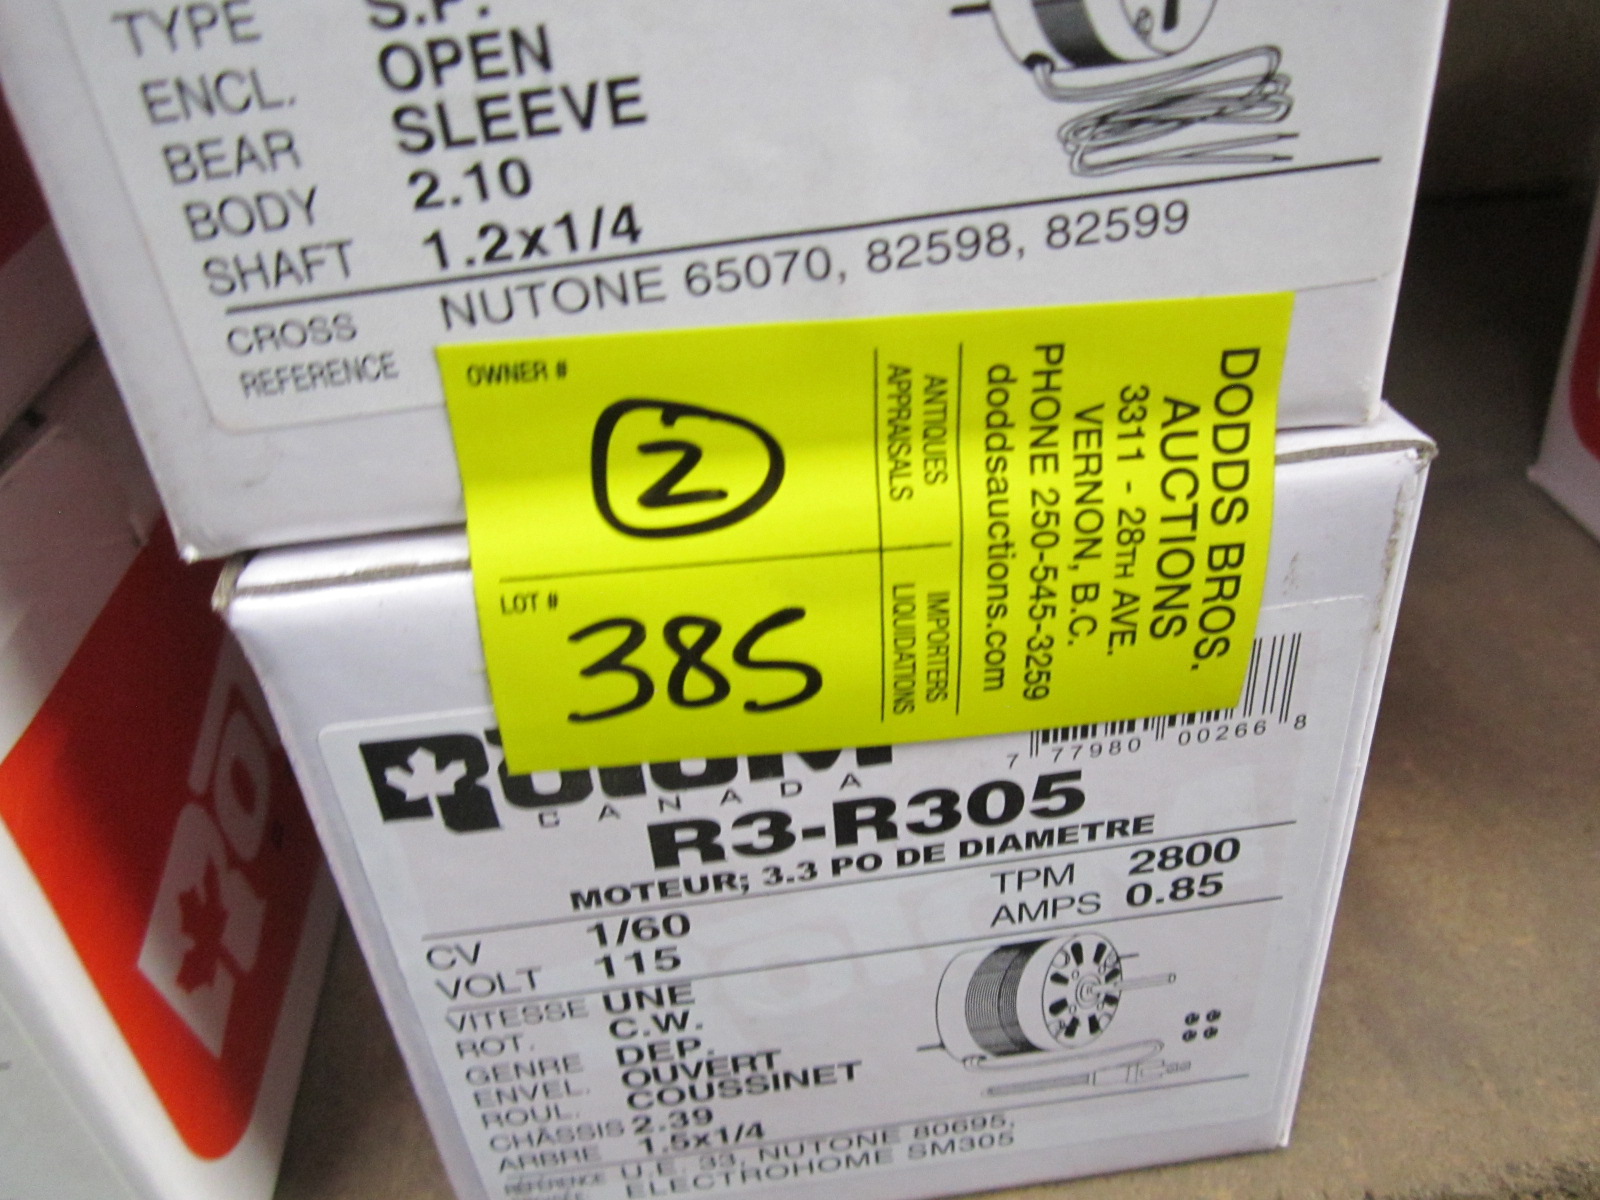 TYPE S.P.
ENCL. OPEN
BEAR SLEEVE
BODY 2.10
SHAFT 1.2x1/4
CROSS REFERENCE NUTONE 65070, 82598, 82599
OWNER #
2
LOT #
385
ANTIQUES
APPRAISALS
IMPORTERS
LIQUIDATIONS
DODDS BROS.
AUCTIONS
3311 - 28TH AVE.
VERNON, B.C.
PHONE 250-545-3259
doddsauctions.com
7 77980 00266 8
CANADA
R3-R305
MOTEUR; 3.3 PO DE DIAMETRE
CV 1/60
VOLT 115
TPM 2800
AMPS 0.85
VITESSE UNE
ROT. C.W.
GENRE DEP.
ENVEL. OUVERT
ROUL. COUSSINET
CHÂSSIS 2.39
ARBRE 1.5x1/4
RÉFÉRENCE U.E. 33, NUTONE 80695,
ELECTROHOME SM305